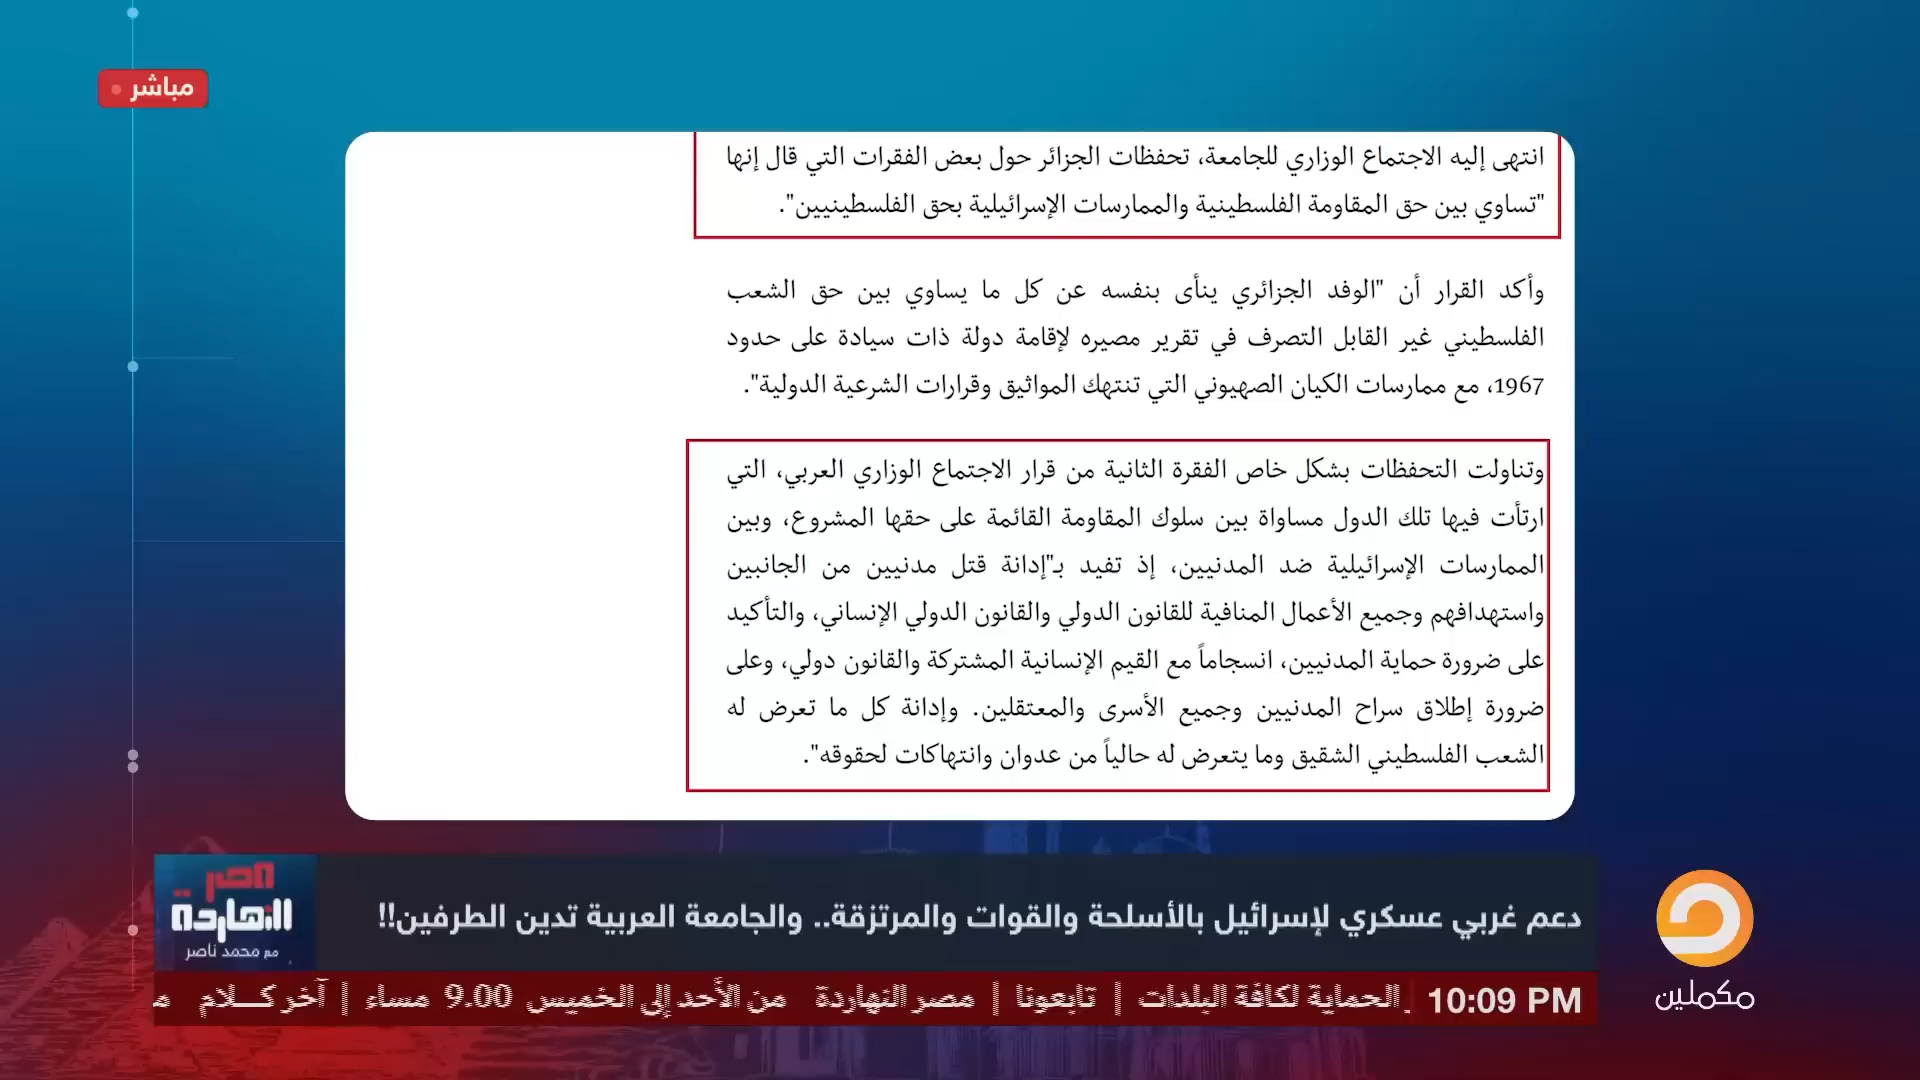 مباشر
انتهى إليه الاجتماع الوزاري للجامعة، تحفظات الجزائر حول بعض الفقرات التي قال إنها
"تساوي بين حق المقاومة الفلسطينية والممارسات الإسرائيلية بحق الفلسطينيين".
وأكد القرار أن "الوفد الجزائري ينأى بنفسه عن كل ما يساوي بين حق الشعب
الفلسطيني غير القابل التصرف في تقرير مصيره لإقامة دولة ذات سيادة على حدود
1967، مع ممارسات الكيان الصهيوني التي تنتهك المواثيق وقرارات الشرعية الدولية".
وتناولت التحفظات بشكل خاص الفقرة الثانية من قرار الاجتماع الوزاري العربي، التي
ارتأت فيها تلك الدول مساواة بين سلوك المقاومة القائمة على حقها المشروع، وبين
الممارسات الإسرائيلية ضد المدنيين، إذ تفيد بـ"إدانة قتل مدنيين من الجانبين
واستهدافهم وجميع الأعمال المنافية للقانون الدولي والقانون الدولي الإنساني، والتأكيد
على ضرورة حماية المدنيين، انسجاماً مع القيم الإنسانية المشتركة والقانون دولي، وعلى
ضرورة إطلاق سراح المدنيين وجميع الأسرى والمعتقلين. وإدانة كل ما تعرض له
الشعب الفلسطيني الشقيق وما يتعرض له حالياً من عدوان وانتهاكات لحقوقه".
دعم غربي عسكري لإسرائيل بالأسلحة والقوات والمرتزقة.. والجامعة العربية تدين الطرفين!!
مصر
النهاردة
مع محمد ناصر
10:09 PM
الحماية لكافة البلدات | تابعونا | مصر النهاردة من الأحد إلى الخميس 9.00 مساء | آخر كــلام
مكملين